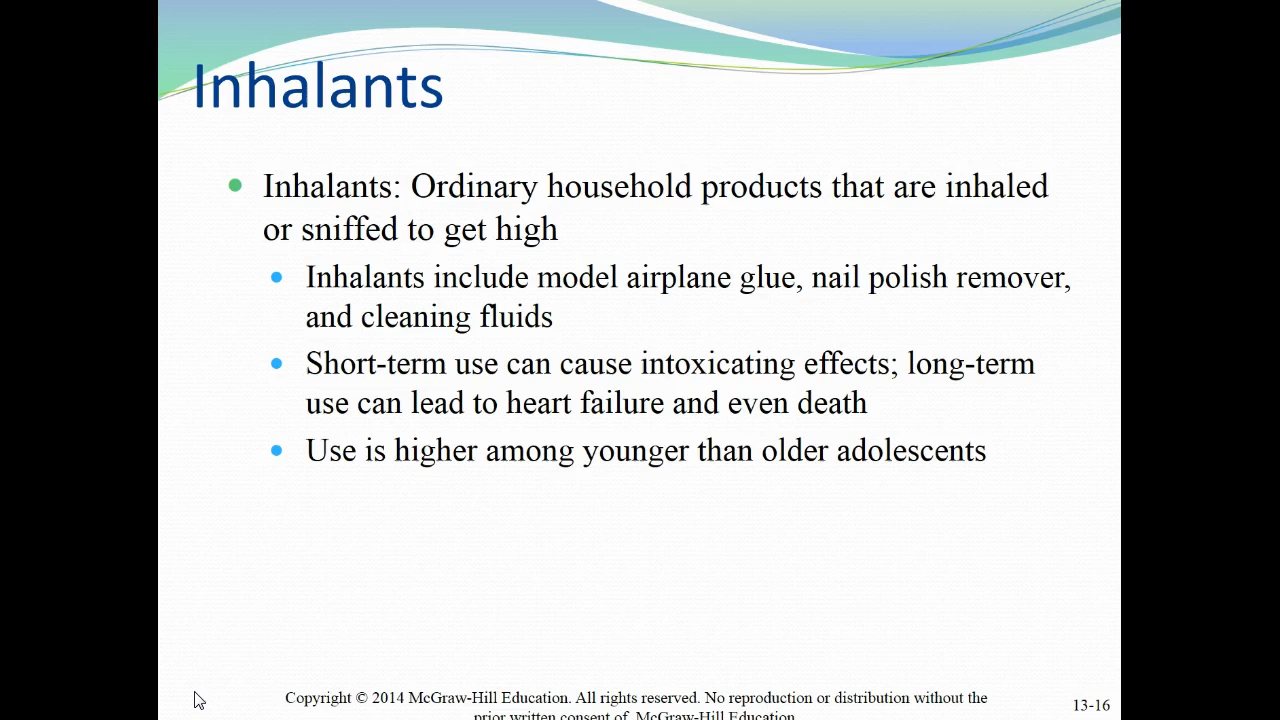 Inhalants
Inhalants: Ordinary household products that are inhaled
or sniffed to get high
Inhalants include model airplane glue, nail polish remover,
and cleaning fluids
Short-term use can cause intoxicating effects; long-term
use can lead to heart failure and even death
Use is higher among younger than older adolescents
Copyright © 2014 McGraw-Hill Education. All rights reserved. No reproduction or distribution without the
prior written consent of McGraw-Hill Education.
13-16